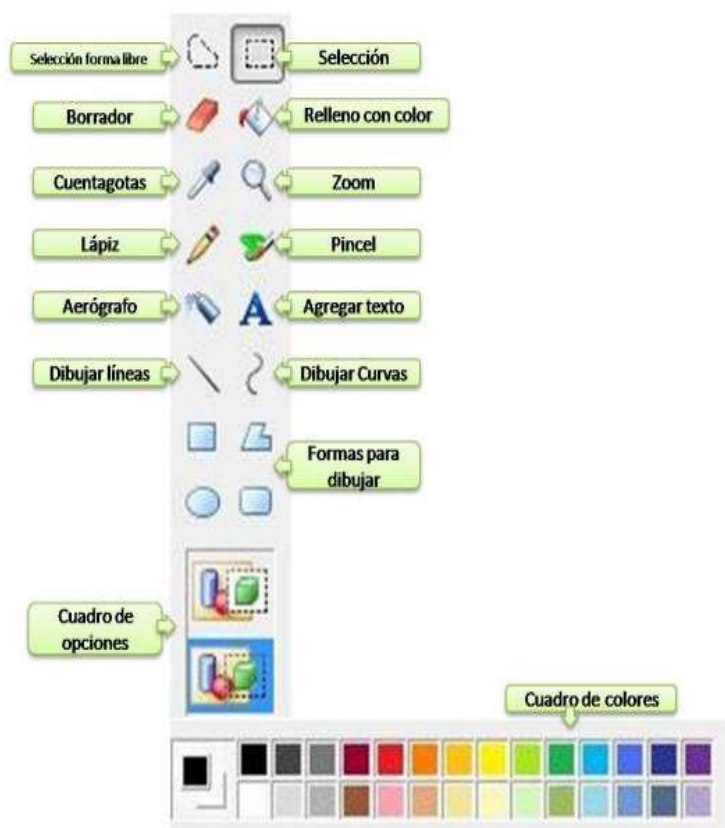 Selección forma libre
Selección
Borrador
Relleno con color
Cuentagotas
Zoom
Lápiz
Pincel
Aerógrafo
A
Agregar texto
Dibujar líneas
Dibujar Curvas
Formas para
dibujar
Cuadro de
opciones
Cuadro de colores